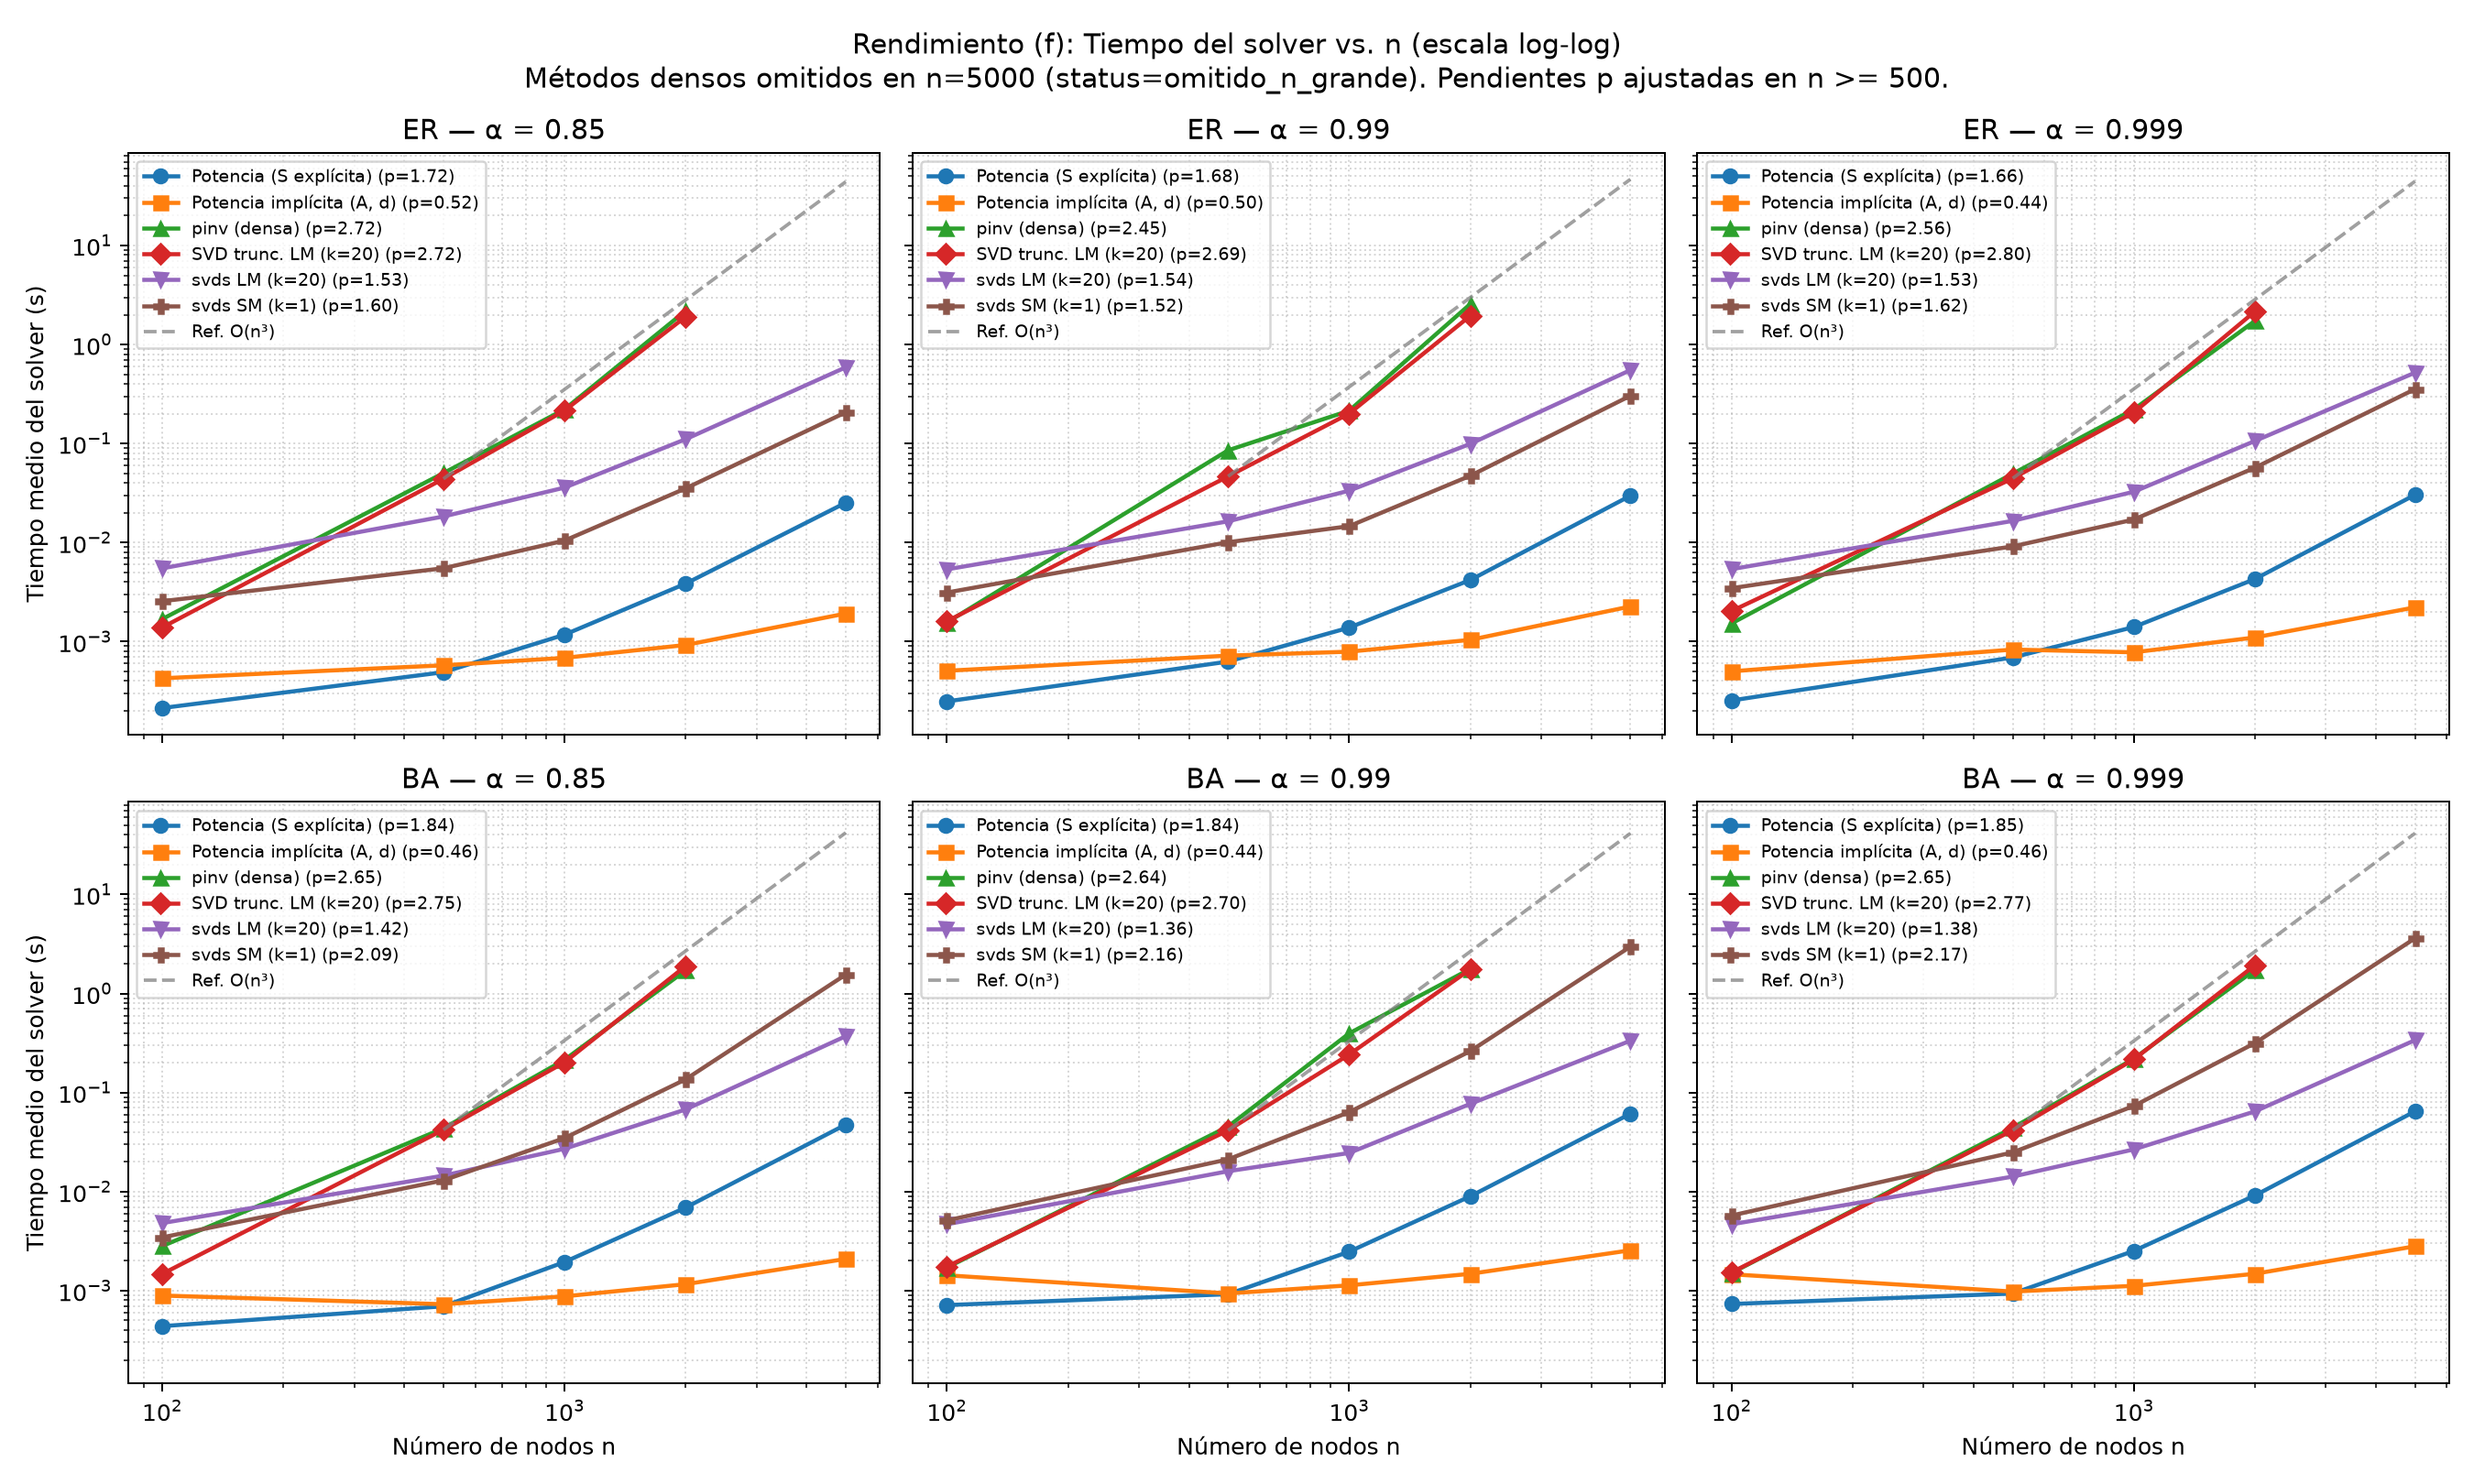 Rendimiento (f): Tiempo del solver vs. n (escala log-log)
Métodos densos omitidos en n=5000 (status=omitido_n_grande). Pendientes p ajustadas en n >= 500.
ER — α = 0.85
Tiempo medio del solver (s)
10¹
10⁰
10⁻¹
10⁻²
10⁻³
Potencia (S explícita) (p=1.72)
Potencia implícita (A, d) (p=0.52)
pinv (densa) (p=2.72)
SVD trunc. LM (k=20) (p=2.72)
svds LM (k=20) (p=1.53)
svds SM (k=1) (p=1.60)
Ref. O(n³)
ER — α = 0.99
Potencia (S explícita) (p=1.68)
Potencia implícita (A, d) (p=0.50)
pinv (densa) (p=2.45)
SVD trunc. LM (k=20) (p=2.69)
svds LM (k=20) (p=1.54)
svds SM (k=1) (p=1.52)
Ref. O(n³)
ER — α = 0.999
Potencia (S explícita) (p=1.66)
Potencia implícita (A, d) (p=0.44)
pinv (densa) (p=2.56)
SVD trunc. LM (k=20) (p=2.80)
svds LM (k=20) (p=1.53)
svds SM (k=1) (p=1.62)
Ref. O(n³)
BA — α = 0.85
Tiempo medio del solver (s)
10¹
10⁰
10⁻¹
10⁻²
10⁻³
Potencia (S explícita) (p=1.84)
Potencia implícita (A, d) (p=0.46)
pinv (densa) (p=2.65)
SVD trunc. LM (k=20) (p=2.75)
svds LM (k=20) (p=1.42)
svds SM (k=1) (p=2.09)
Ref. O(n³)
10² 10³
Número de nodos n
BA — α = 0.99
Potencia (S explícita) (p=1.84)
Potencia implícita (A, d) (p=0.44)
pinv (densa) (p=2.64)
SVD trunc. LM (k=20) (p=2.70)
svds LM (k=20) (p=1.36)
svds SM (k=1) (p=2.16)
Ref. O(n³)
10² 10³
Número de nodos n
BA — α = 0.999
Potencia (S explícita) (p=1.85)
Potencia implícita (A, d) (p=0.46)
pinv (densa) (p=2.65)
SVD trunc. LM (k=20) (p=2.77)
svds LM (k=20) (p=1.38)
svds SM (k=1) (p=2.17)
Ref. O(n³)
10² 10³
Número de nodos n